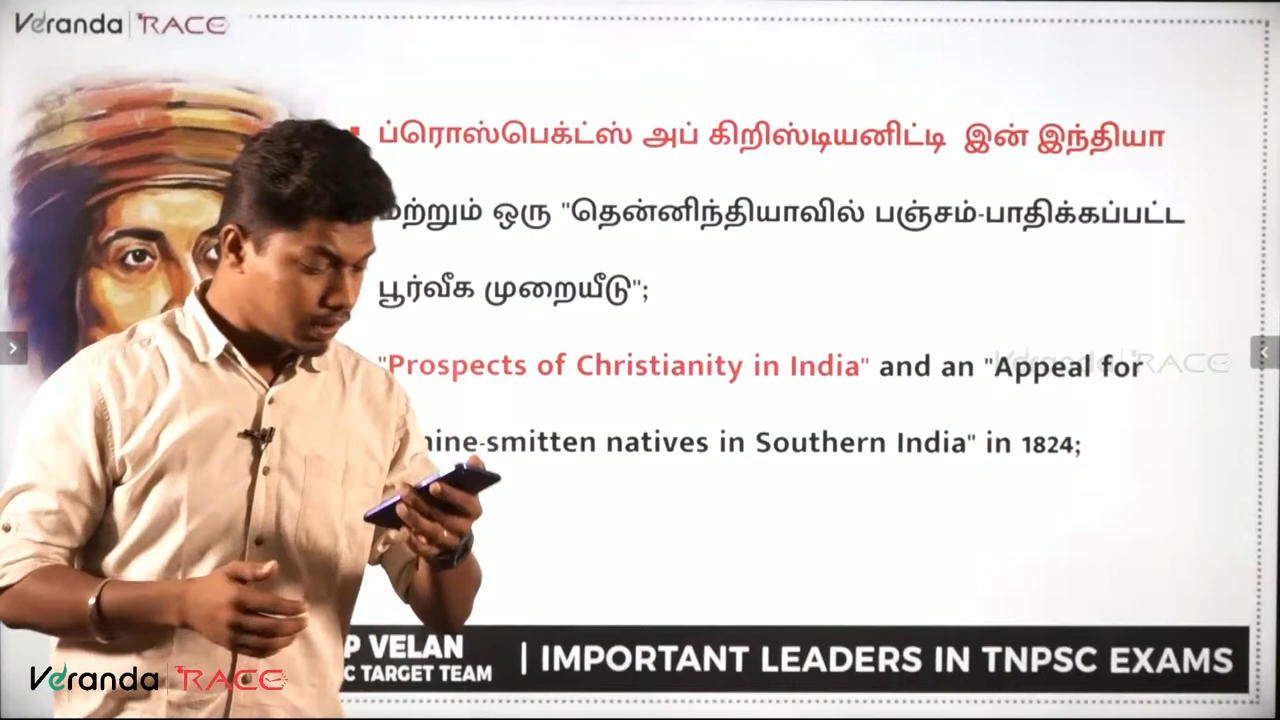 Veranda RACE
ப்ரொஸ்பெக்ட்ஸ் அப் கிறிஸ்டியனிட்டி இன் இந்தியா
மற்றும் ஒரு "தென்னிந்தியாவில் பஞ்சம்-பாதிக்கப்பட்ட
பூர்வீக முறையீடு";
"Prospects of Christianity in India" and an "Appeal for
Veranda RACE
smitten natives in Southern India" in 1824;
P VELAN
C TARGET TEAM
| IMPORTANT LEADERS IN TNPSC EXAMS
Veranda RACE